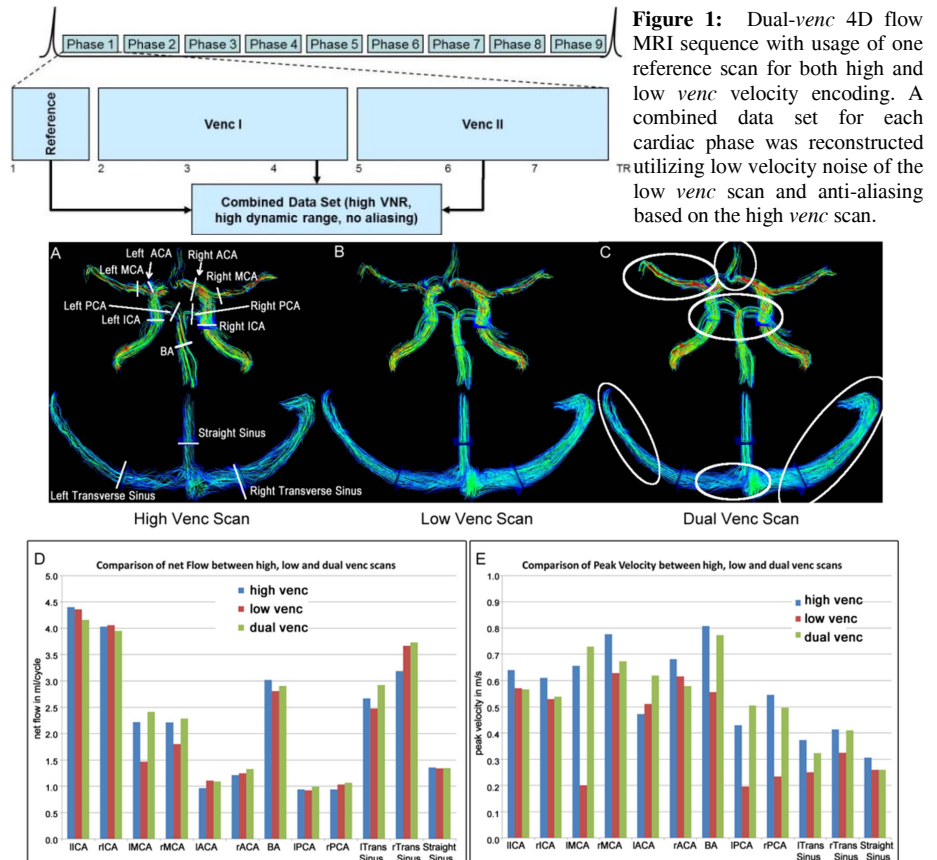 Phase 1 Phase 2 Phase 3 Phase 4 Phase 5 Phase 6 Phase 7 Phase 8 Phase 9
Reference
Venc I
Venc II
1 2 3 4 5 6 7 TR
Combined Data Set (high VNR,
high dynamic range, no aliasing)
Figure 1: Dual-venc 4D flow
MRI sequence with usage of one
reference scan for both high and
low venc velocity encoding. A
combined data set for each
cardiac phase was reconstructed
utilizing low velocity noise of the
low venc scan and anti-aliasing
based on the high venc scan.
A
Left ACA
Right ACA
Left MCA
Right MCA
Left PCA
Right PCA
Left ICA
Right ICA
BA
Straight Sinus
Left Transverse Sinus
Right Transverse Sinus
B
C
High Venc Scan
Low Venc Scan
Dual Venc Scan
D
Comparison of net Flow between high, low and dual venc scans
high venc
low venc
dual venc
net flow in ml/cycle
5.0
4.5
4.0
3.5
3.0
2.5
2.0
1.5
1.0
0.5
0.0
lICA rICA lMCA rMCA lACA rACA BA lPCA rPCA lTrans rTrans Straight
Sinus Sinus Sinus
E
Comparison of Peak Velocity between high, low and dual venc scans
high venc
low venc
dual venc
peak velocity in m/s
1.0
0.9
0.8
0.7
0.6
0.5
0.4
0.3
0.2
0.1
0.0
lICA rICA lMCA rMCA lACA rACA BA lPCA rPCA lTrans rTrans Straight
Sinus Sinus Sinus